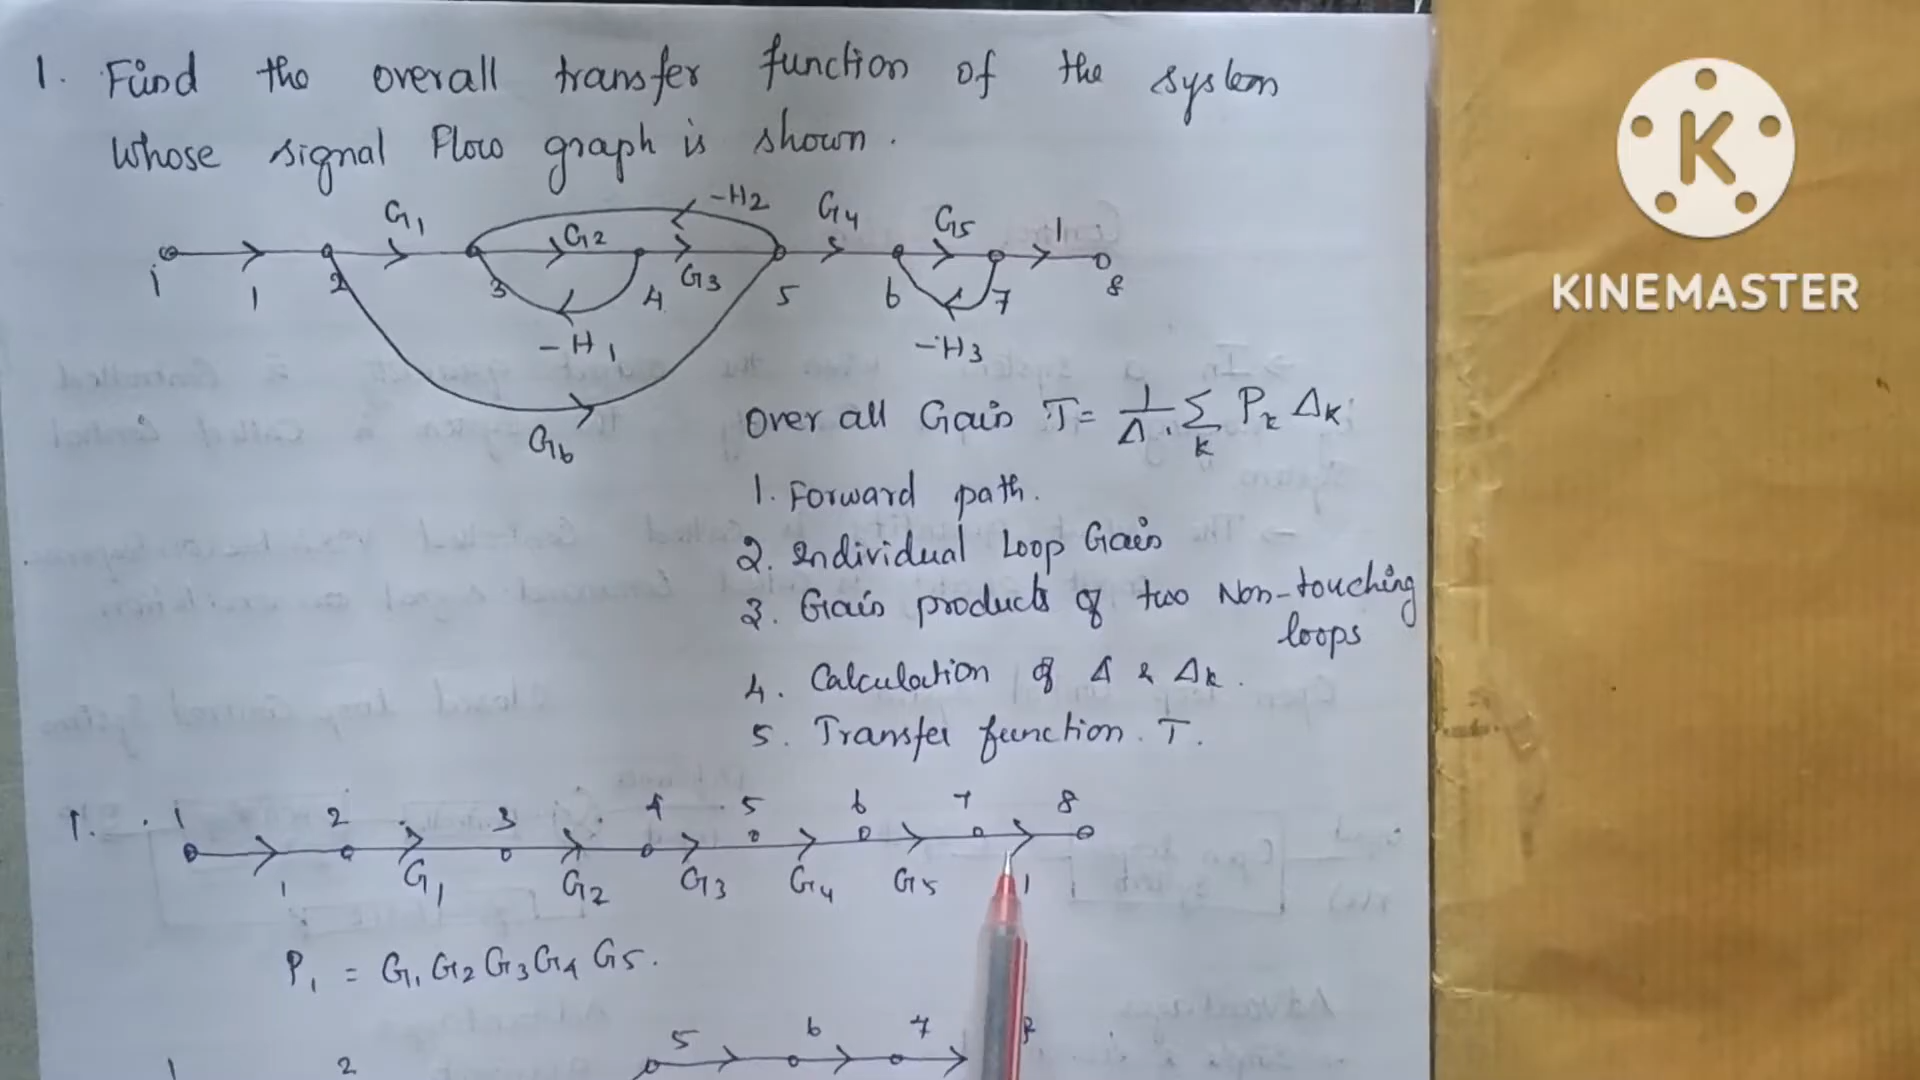 1. Find the overall transfer function of the system
whose signal flow graph is shown.
-H2
G1 G2 G4 G5 1
G3
1 1 2 3 4 5 6 7 8
-H1 -H3
G6
Over all Gain T = 1/Δ . Σ Pk Δk
k
1. Forward path.
2. Individual Loop Gain
3. Gain products of two Non-touching
loops
4. Calculation of Δ & Δk.
5. Transfer function. T.
1. 1 2 3 4 5 6 7 8
1 G1 G2 G3 G4 G5 1
P1 = G1 G2 G3 G4 G5.
5 6 7 8
1 2
K
KINEMASTER